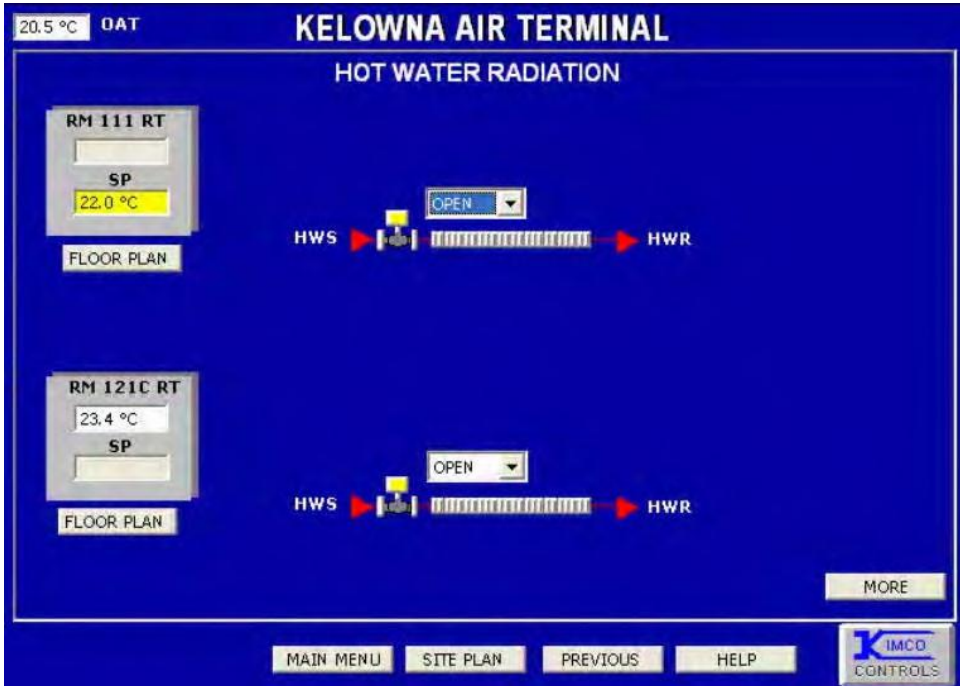 20.5 °C OAT KELOWNA AIR TERMINAL
HOT WATER RADIATION
RM 111 RT
SP
22.0 °C
OPEN
HWS HWR
FLOOR PLAN
RM 121C RT
23.4 °C
SP
OPEN
HWS HWR
FLOOR PLAN
MORE
MAIN MENU SITE PLAN PREVIOUS HELP
KIMCO
CONTROLS